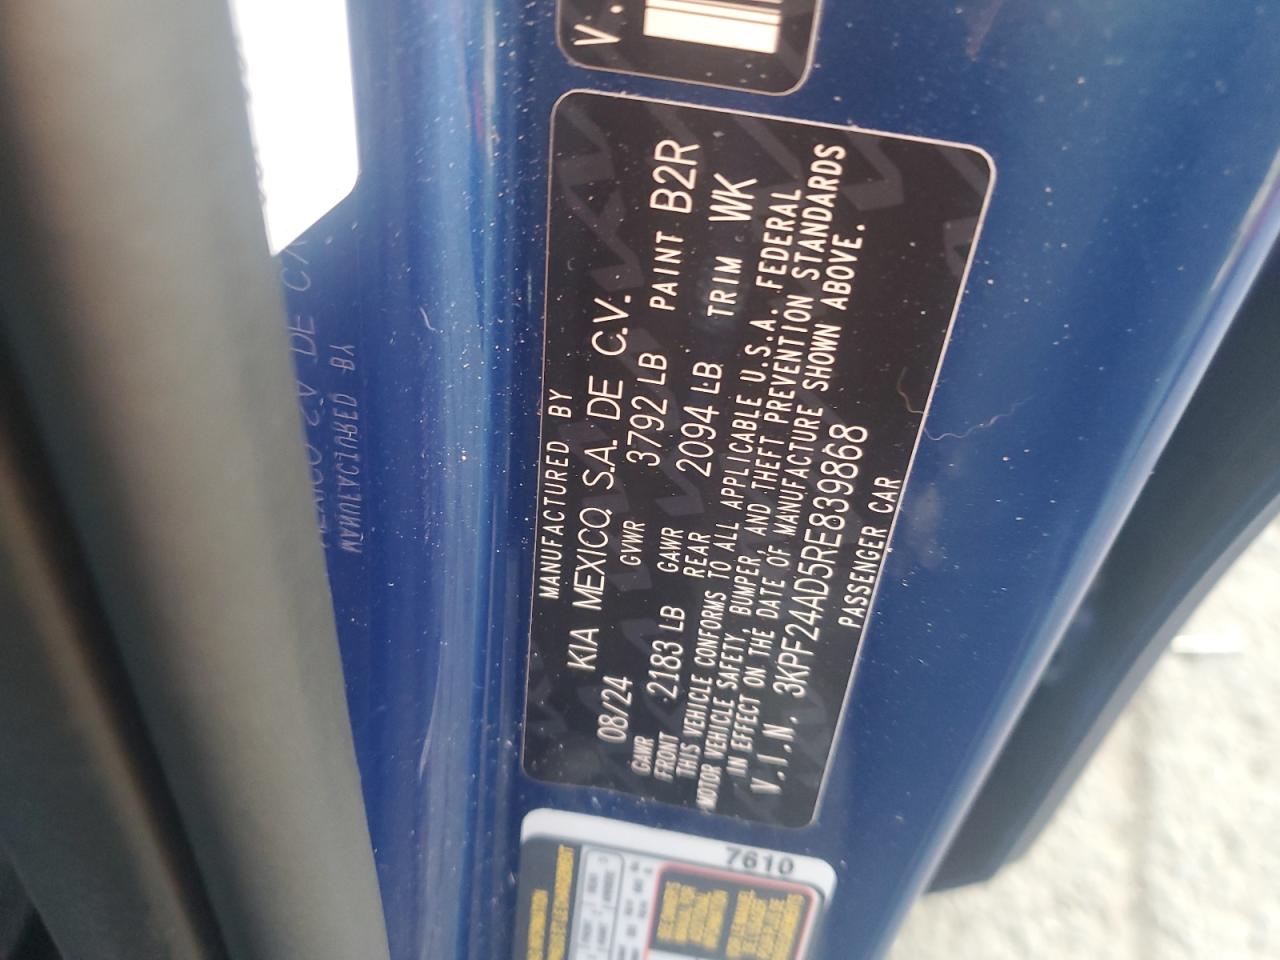 V.
MANUFACTURED BY
KIA MEXICO, S.A. DE C.V.
08/24 GVWR 3792 LB PAINT B2R
GAWR FRONT 2183 LB GAWR REAR 2094 LB TRIM WK
THIS VEHICLE CONFORMS TO ALL APPLICABLE U.S.A. FEDERAL
MOTOR VEHICLE SAFETY, BUMPER, AND THEFT PREVENTION STANDARDS
IN EFFECT ON THE DATE OF MANUFACTURE SHOWN ABOVE.
V.I.N. 3KPF24AD5RE839868
PASSENGER CAR
7610